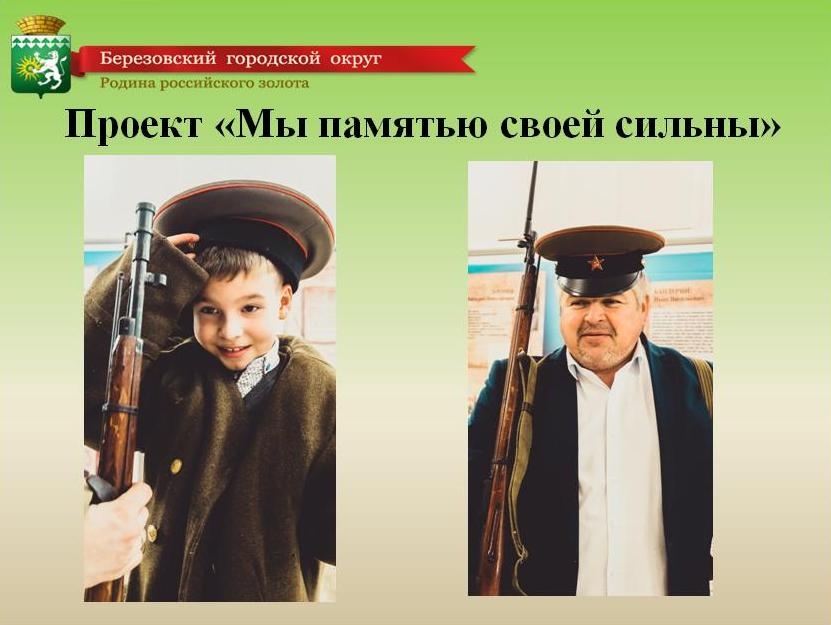 Березовский городской округ
Родина российского золота
Проект «Мы памятью своей сильны»